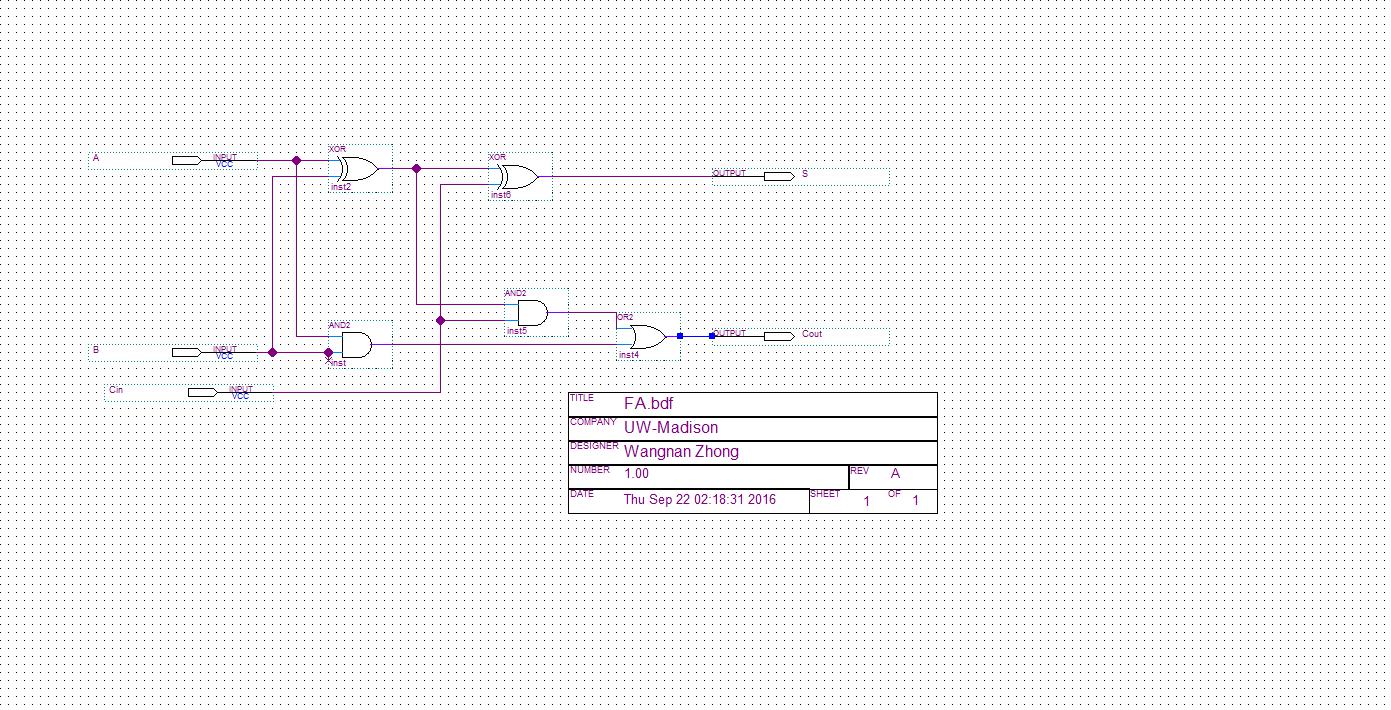 XOR
A INPUT
VCC
inst2
XOR
inst6
OUTPUT S
AND2
inst5
OR2
inst4
OUTPUT Cout
AND2
B INPUT
VCC
inst
Cin INPUT
VCC
TITLE FA.bdf
COMPANY UW-Madison
DESIGNER Wangnan Zhong
NUMBER 1.00 REV A
DATE Thu Sep 22 02:18:31 2016 SHEET 1 OF 1